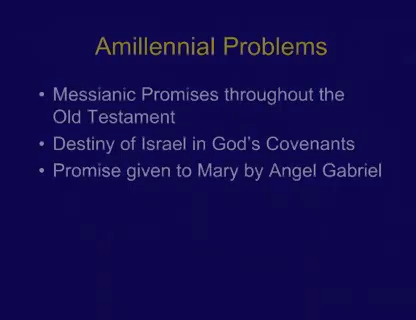 Amillennial Problems
• Messianic Promises throughout the
Old Testament
• Destiny of Israel in God's Covenants
• Promise given to Mary by Angel Gabriel